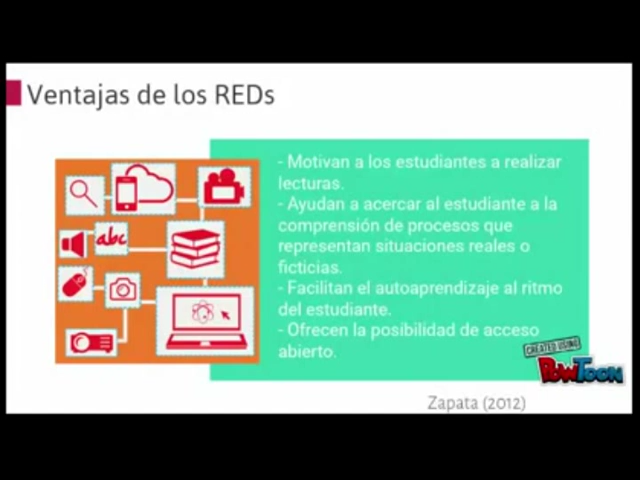 Ventajas de los REDs
abc
- Motivan a los estudiantes a realizar
lecturas.
- Ayudan a acercar al estudiante a la
comprensión de procesos que
representan situaciones reales o
ficticias.
- Facilitan el autoaprendizaje al ritmo
del estudiante.
- Ofrecen la posibilidad de acceso
abierto.
CREATED USING
POWTOON
Zapata (2012)